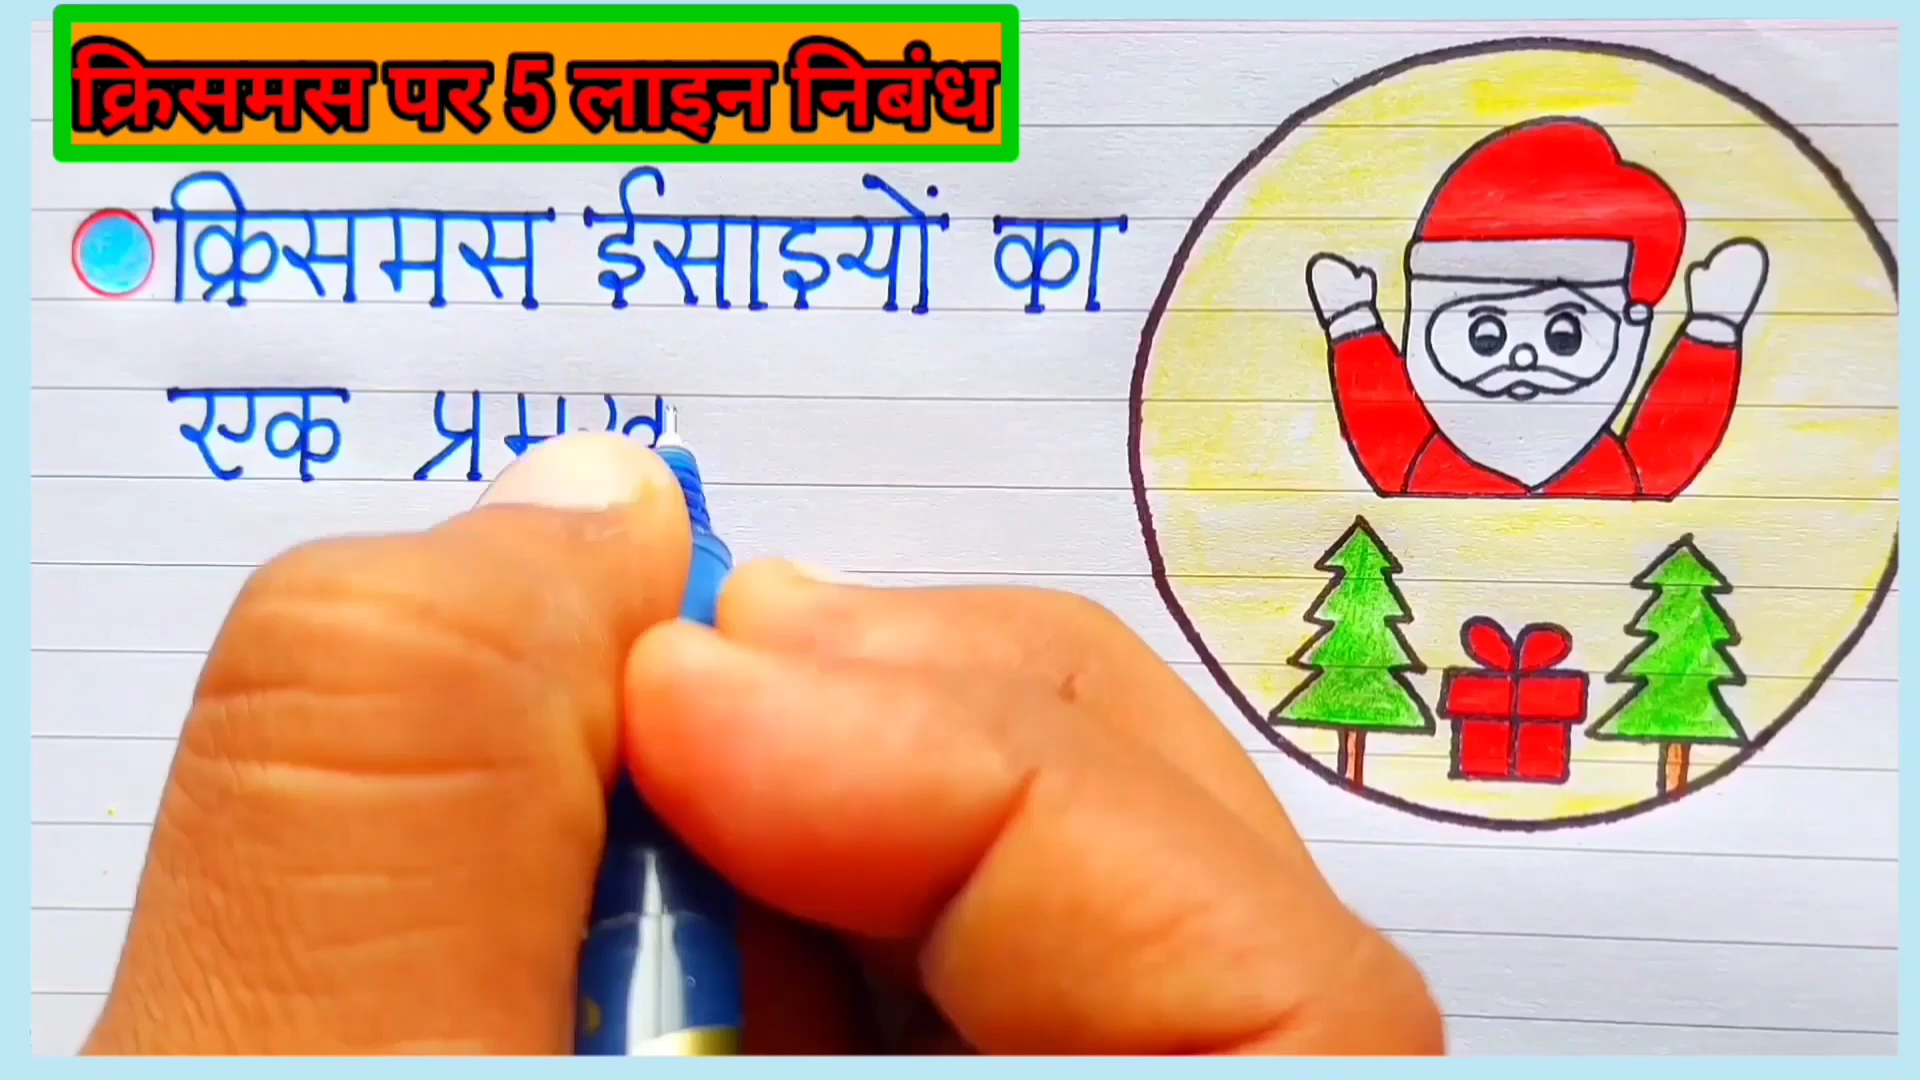 क्रिसमस पर 5 लाइन निबंध
क्रिसमस ईसाइयों का
एक